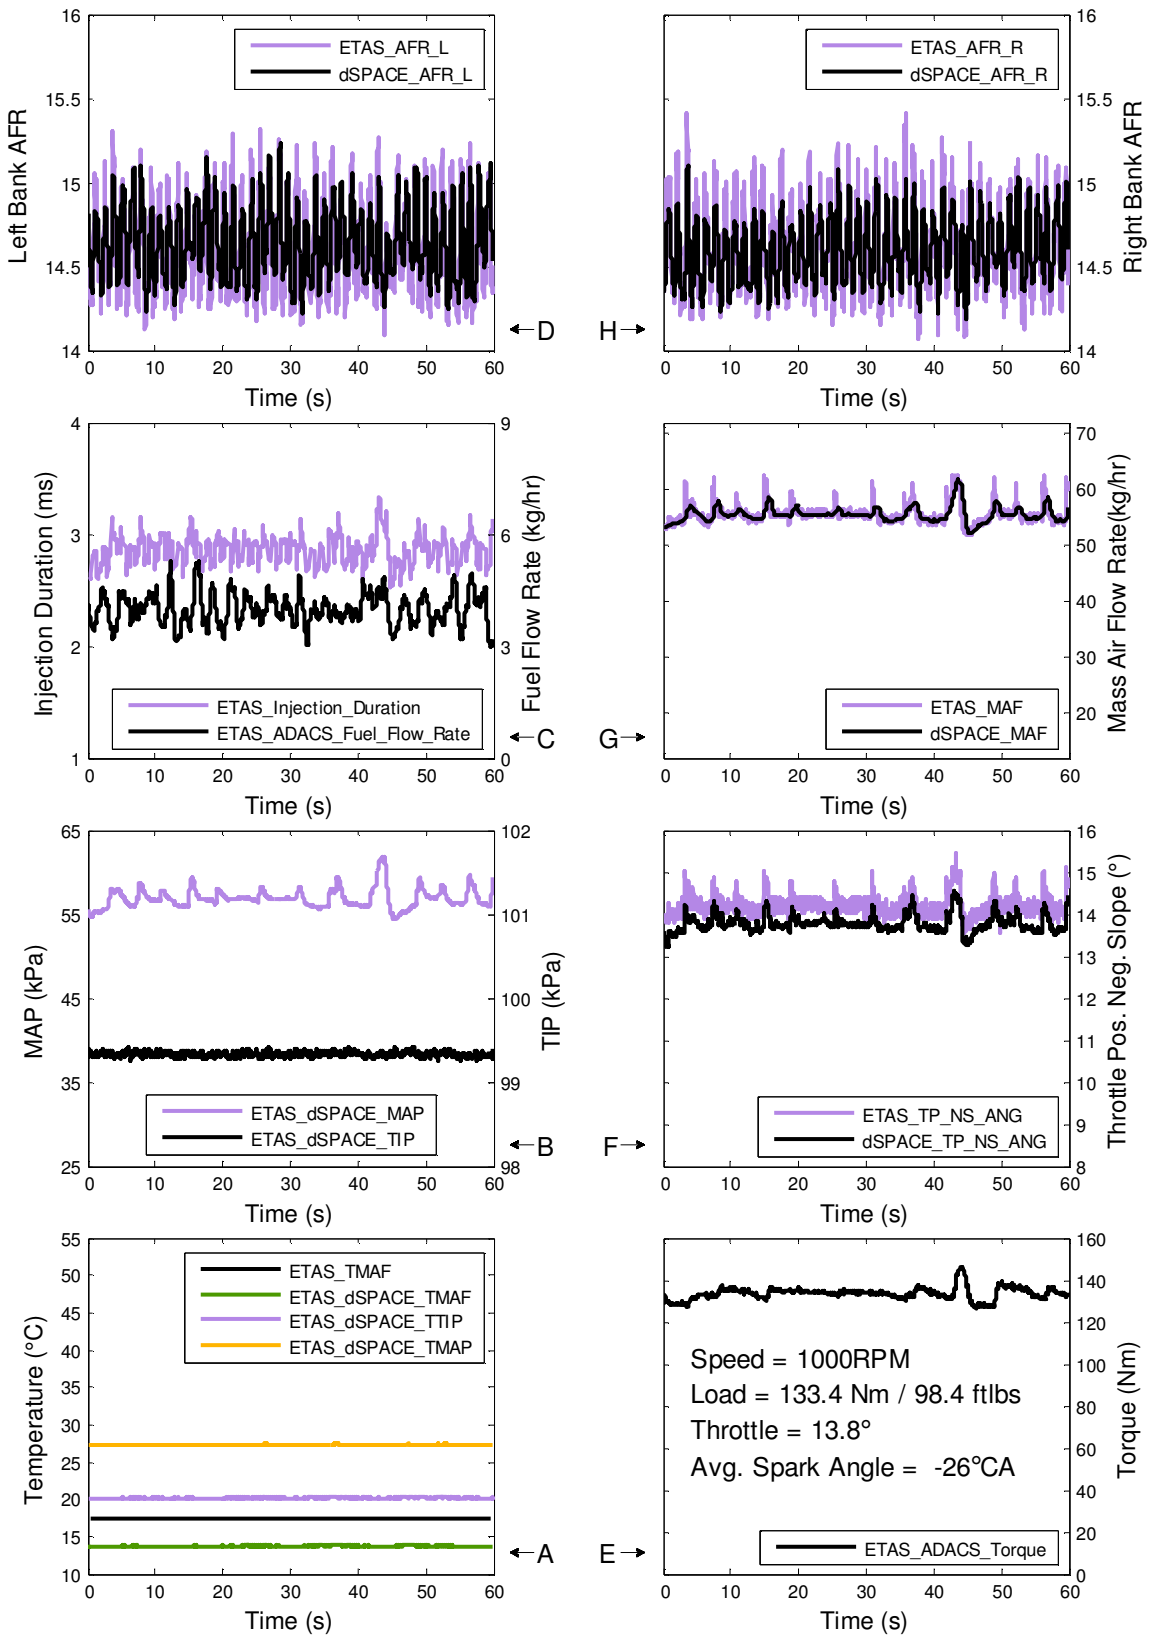 16
15.5
15
14.5
14
Left Bank AFR
ETAS_AFR_L
dSPACE_AFR_L
0 10 20 30 40 50 60
Time (s)
← D
H →
16
15.5
15
14.5
14
Right Bank AFR
ETAS_AFR_R
dSPACE_AFR_R
0 10 20 30 40 50 60
Time (s)
4
3
2
1
Injection Duration (ms)
9
6
3
0
Fuel Flow Rate (kg/hr)
ETAS_Injection_Duration
ETAS_ADACS_Fuel_Flow_Rate
0 10 20 30 40 50 60
Time (s)
← C
G →
70
60
50
40
30
20
Mass Air Flow Rate(kg/hr)
ETAS_MAF
dSPACE_MAF
0 10 20 30 40 50 60
Time (s)
65
55
45
35
25
MAP (kPa)
102
101
100
99
98
TIP (kPa)
ETAS_dSPACE_MAP
ETAS_dSPACE_TIP
0 10 20 30 40 50 60
Time (s)
← B
F →
16
15
14
13
12
11
10
9
8
Throttle Pos. Neg. Slope (°)
ETAS_TP_NS_ANG
dSPACE_TP_NS_ANG
0 10 20 30 40 50 60
Time (s)
55
50
45
40
35
30
25
20
15
10
Temperature (°C)
ETAS_TMAF
ETAS_dSPACE_TMAF
ETAS_dSPACE_TTIP
ETAS_dSPACE_TMAP
0 10 20 30 40 50 60
Time (s)
← A
E →
160
140
120
100
80
60
40
20
0
Torque (Nm)
Speed = 1000RPM
Load = 133.4 Nm / 98.4 ftlbs
Throttle = 13.8°
Avg. Spark Angle = -26°CA
ETAS_ADACS_Torque
0 10 20 30 40 50 60
Time (s)